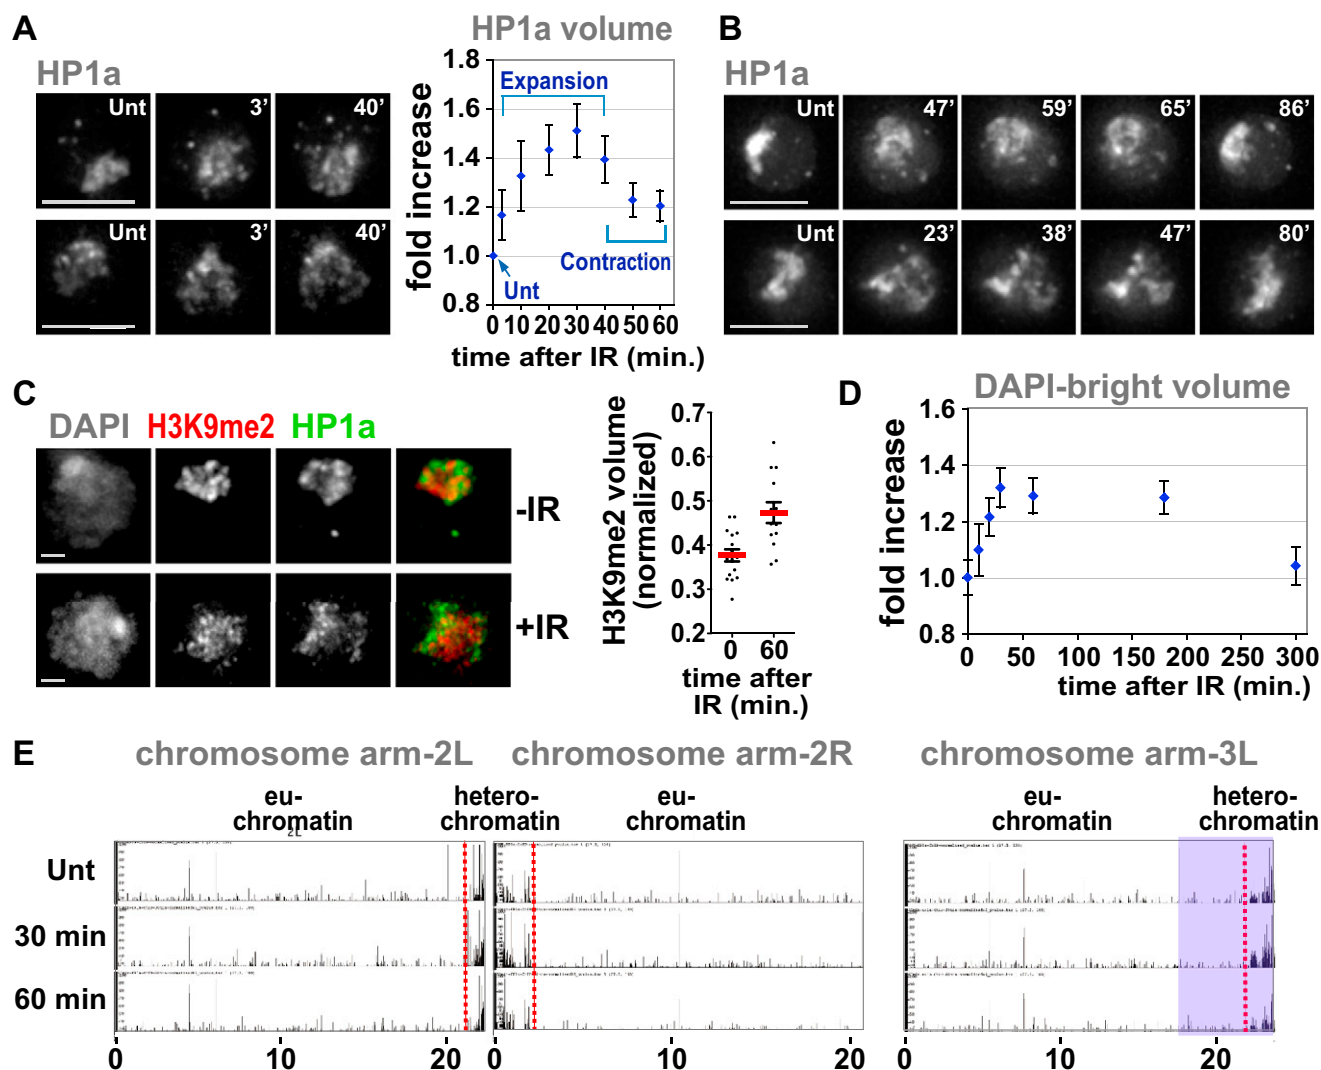 A
HP1a
Unt
3’
40’
Unt
3’
40’
HP1a volume
fold increase
1.8
1.6
1.4
1.2
1.0
0.8
Expansion
Contraction
Unt
0 10 20 30 40 50 60
time after IR (min.)
B
HP1a
Unt
47’
59’
65’
86’
Unt
23’
38’
47’
80’
C
DAPI H3K9me2 HP1a
-IR
+IR
H3K9me2 volume
(normalized)
0.7
0.6
0.5
0.4
0.3
0.2
0 60
time after
IR (min.)
D
DAPI-bright volume
fold increase
1.6
1.4
1.2
1.0
0.8
0 50 100 150 200 250 300
time after IR (min.)
E
chromosome arm-2L
chromosome arm-2R
chromosome arm-3L
eu-
chromatin
hetero-
chromatin
eu-
chromatin
eu-
chromatin
hetero-
chromatin
2L
Unt
30 min
60 min
0 10 20
0 10 20
0 10 20